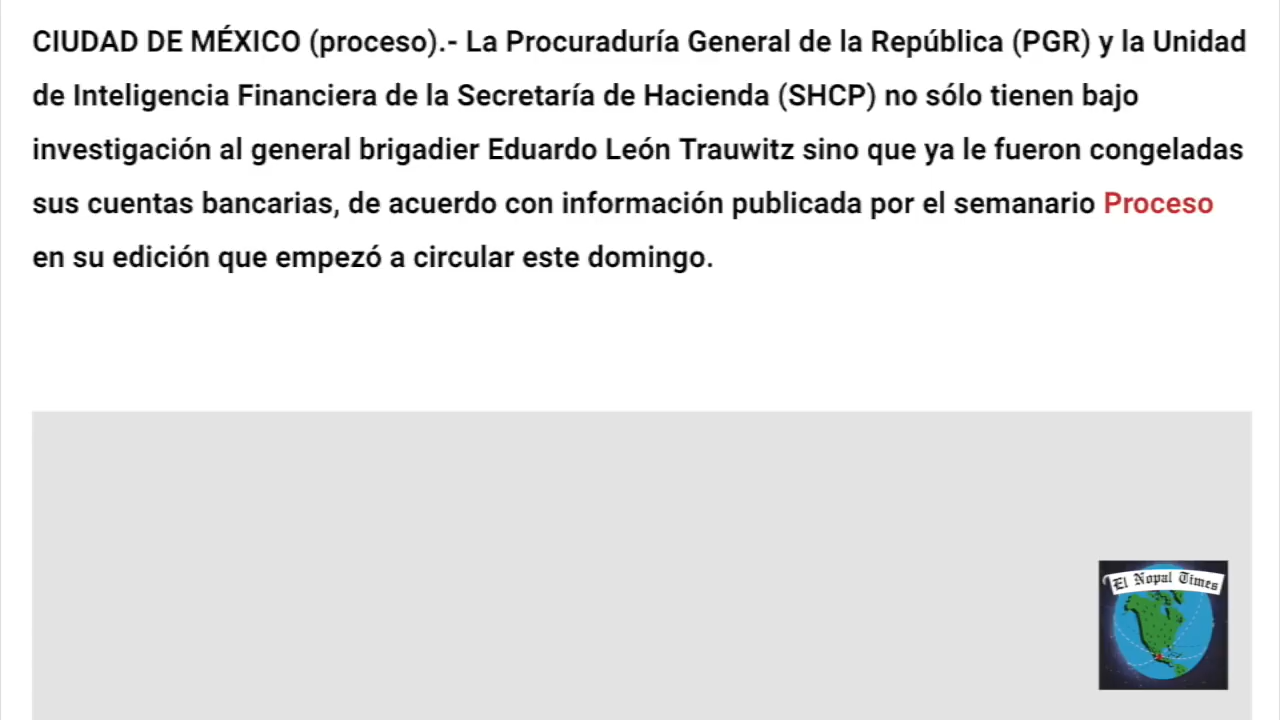 CIUDAD DE MÉXICO (proceso).- La Procuraduría General de la República (PGR) y la Unidad
de Inteligencia Financiera de la Secretaría de Hacienda (SHCP) no sólo tienen bajo
investigación al general brigadier Eduardo León Trauwitz sino que ya le fueron congeladas
sus cuentas bancarias, de acuerdo con información publicada por el semanario Proceso
en su edición que empezó a circular este domingo.
El Nopal Times